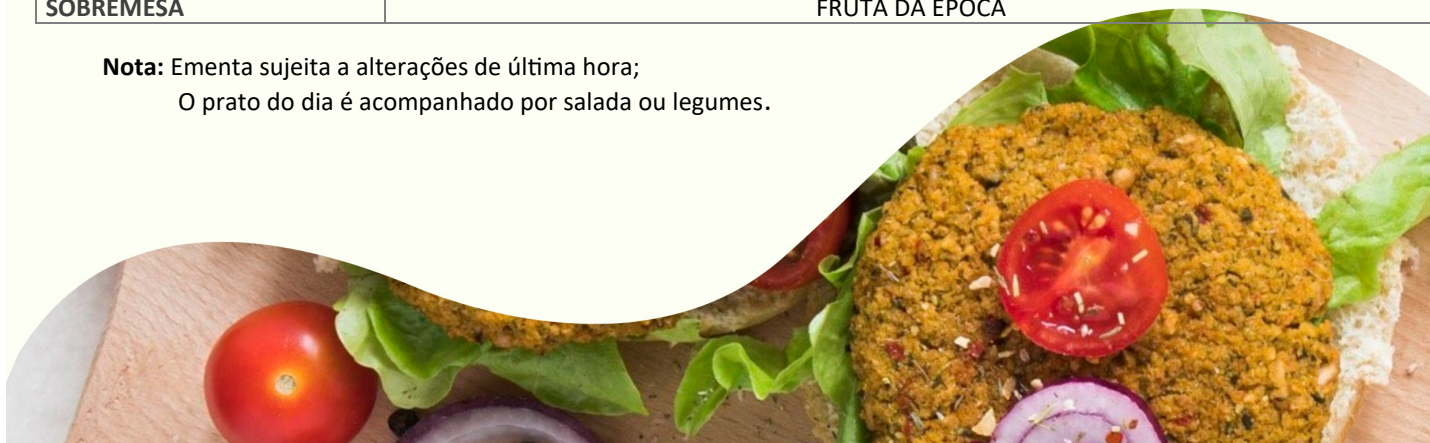 SOBREMESA FRUTA DA ÉPOCA
Nota: Ementa sujeita a alterações de última hora;
O prato do dia é acompanhado por salada ou legumes.